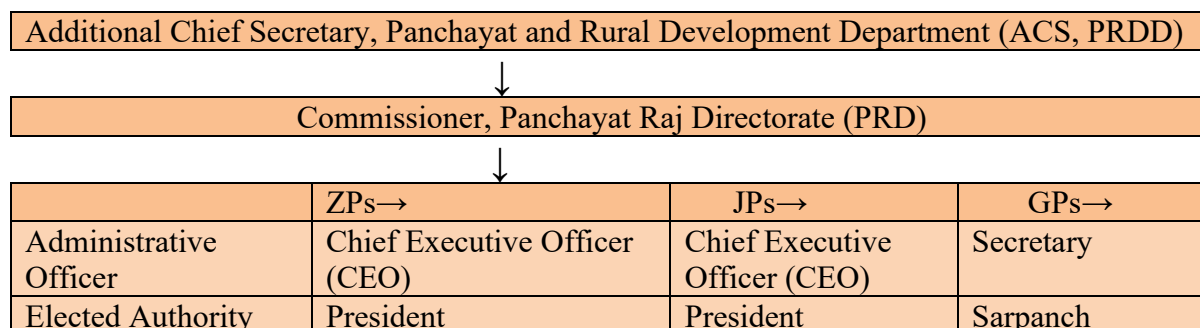 Additional Chief Secretary, Panchayat and Rural Development Department (ACS, PRDD)
↓
Commissioner, Panchayat Raj Directorate (PRD)
↓
ZPs→ JPs→ GPs→
Administrative Officer Chief Executive Officer (CEO) Chief Executive Officer (CEO) Secretary
Elected Authority President President Sarpanch